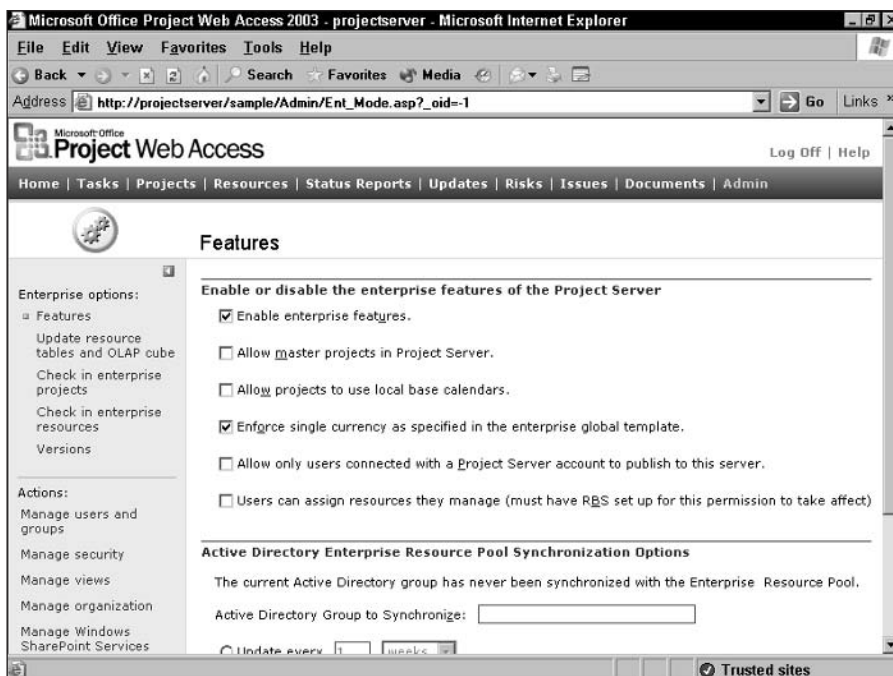 Microsoft Office Project Web Access 2003 - projectserver - Microsoft Internet Explorer
File Edit View Favorites Tools Help
Back Search Favorites Media
Address http://projectserver/sample/Admin/Ent_Mode.asp?_oid=-1 Go Links »
Microsoft Office
Project Web Access
Log Off | Help
Home | Tasks | Projects | Resources | Status Reports | Updates | Risks | Issues | Documents | Admin
Features
Enterprise options:
Features
Update resource
tables and OLAP cube
Check in enterprise
projects
Check in enterprise
resources
Versions
Actions:
Manage users and
groups
Manage security
Manage views
Manage organization
Manage Windows
SharePoint Services
Enable or disable the enterprise features of the Project Server
Enable enterprise features.
Allow master projects in Project Server.
Allow projects to use local base calendars.
Enforce single currency as specified in the enterprise global template.
Allow only users connected with a Project Server account to publish to this server.
Users can assign resources they manage (must have RBS set up for this permission to take affect)
Active Directory Enterprise Resource Pool Synchronization Options
The current Active Directory group has never been synchronized with the Enterprise Resource Pool.
Active Directory Group to Synchronize:
Update every 1 weeks
Trusted sites